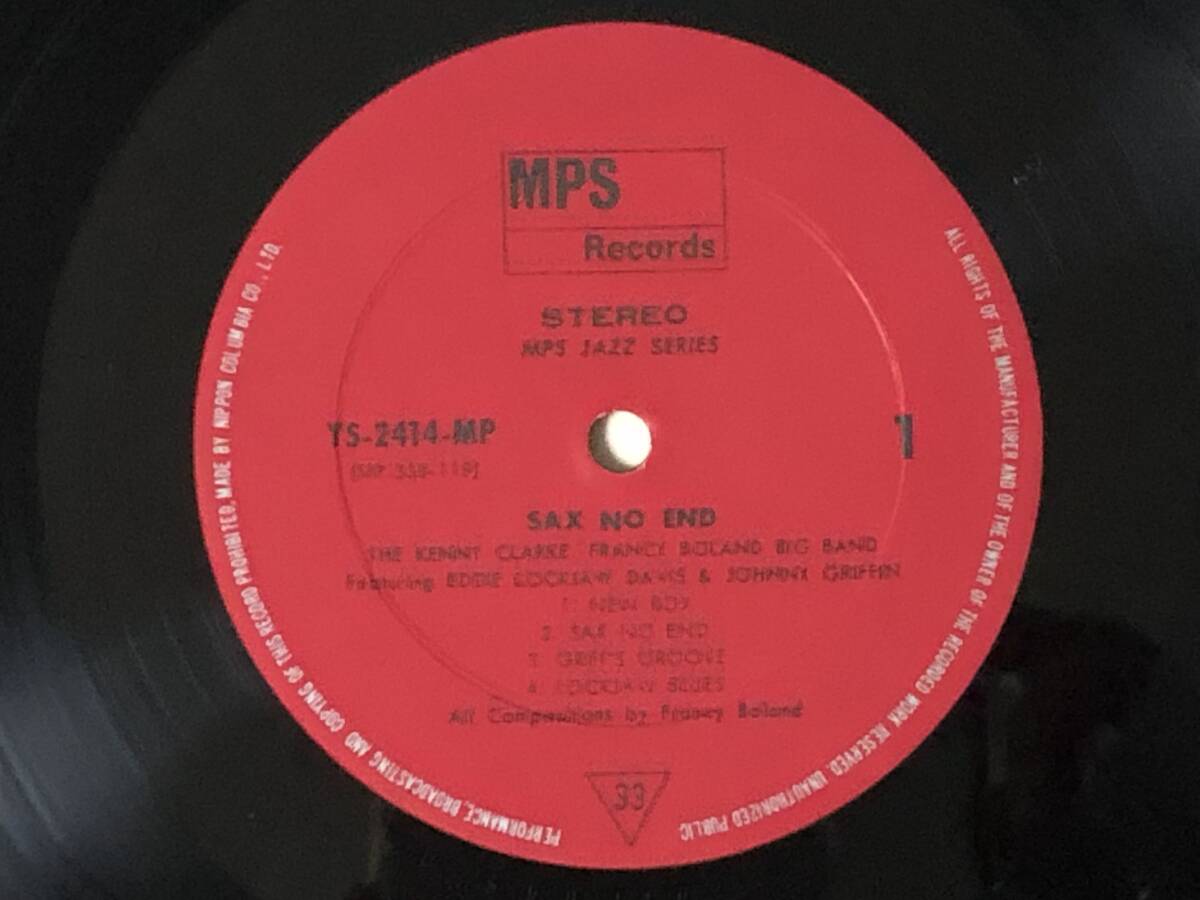 MPS
Records
STEREO
MPS JAZZ SERIES
YS-2414-MP
1
SAX NO END
THE KENNY CLARKE FRANCY BOLAND BIG BAND
Featuring EDDIE LOCKJAW DAVIS & JOHNNY GRIFFIN
1. NEW BOX
2. SAX NO END
3. GRIFF'S GROOVE
4. LOCKJAW BLUES
All Compositions by Francy Boland
33
ALL RIGHTS OF THE MANUFACTURER AND OF THE OWNER OF THE RECORDED WORK RESERVED UNAUTHORIZED PUBLIC
PERFORMANCE, BROADCASTING AND COPYING OF THIS RECORD PROHIBITED, MADE BY NIPPON COLUMBIA CO., LTD.